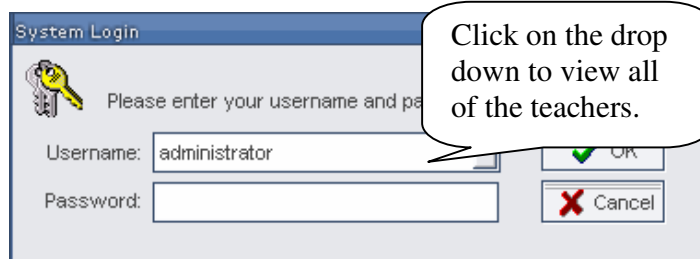 System Login
Click on the drop
down to view all
of the teachers.
Please enter your username and pa
Username: administrator
OK
Password:
Cancel